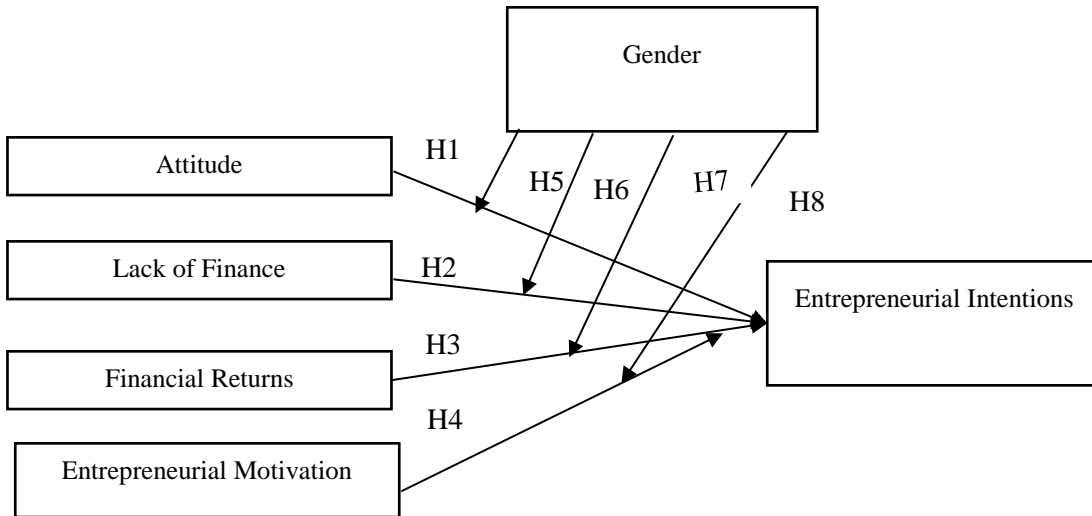 Gender
H1
Attitude
H5
H6
H7
H8
Lack of Finance
H2
Entrepreneurial Intentions
H3
Financial Returns
H4
Entrepreneurial Motivation